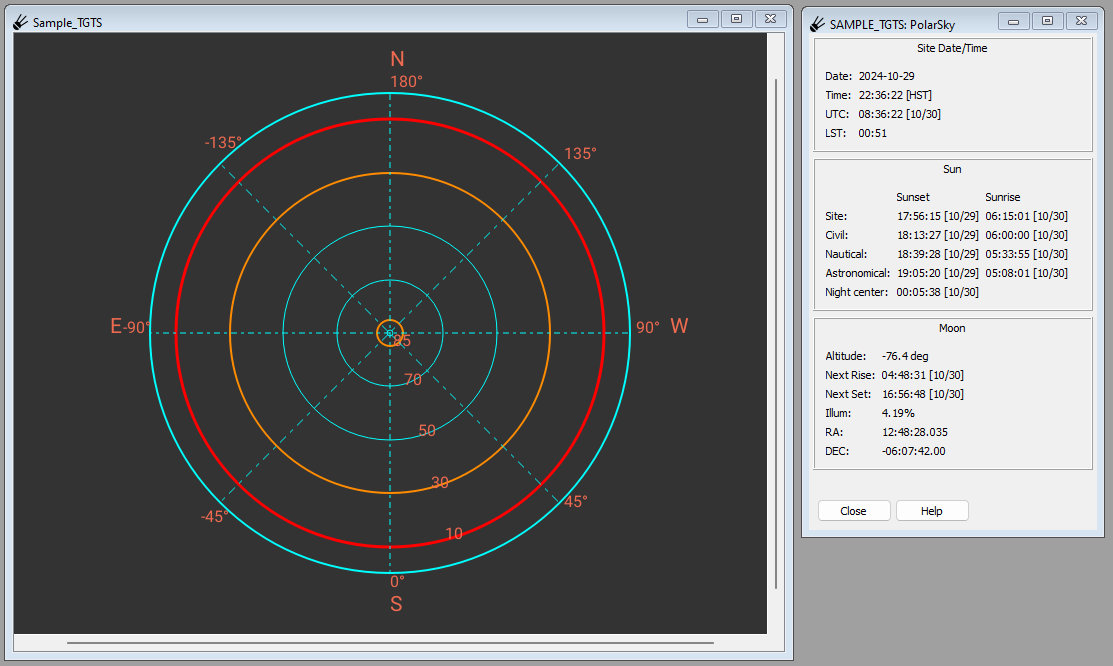 Sample_TGTS
N
180°
-135°
135°
E
-90°
90°
W
85
70
50
30
10
-45°
45°
0°
S
SAMPLE_TGTS: PolarSky
Site Date/Time
Date: 2024-10-29
Time: 22:36:22 [HST]
UTC: 08:36:22 [10/30]
LST: 00:51
Sun
Sunset Sunrise
Site: 17:56:15 [10/29] 06:15:01 [10/30]
Civil: 18:13:27 [10/29] 06:00:00 [10/30]
Nautical: 18:39:28 [10/29] 05:33:55 [10/30]
Astronomical: 19:05:20 [10/29] 05:08:01 [10/30]
Night center: 00:05:38 [10/30]
Moon
Altitude: -76.4 deg
Next Rise: 04:48:31 [10/30]
Next Set: 16:56:48 [10/30]
Illum: 4.19%
RA: 12:48:28.035
DEC: -06:07:42.00
Close Help